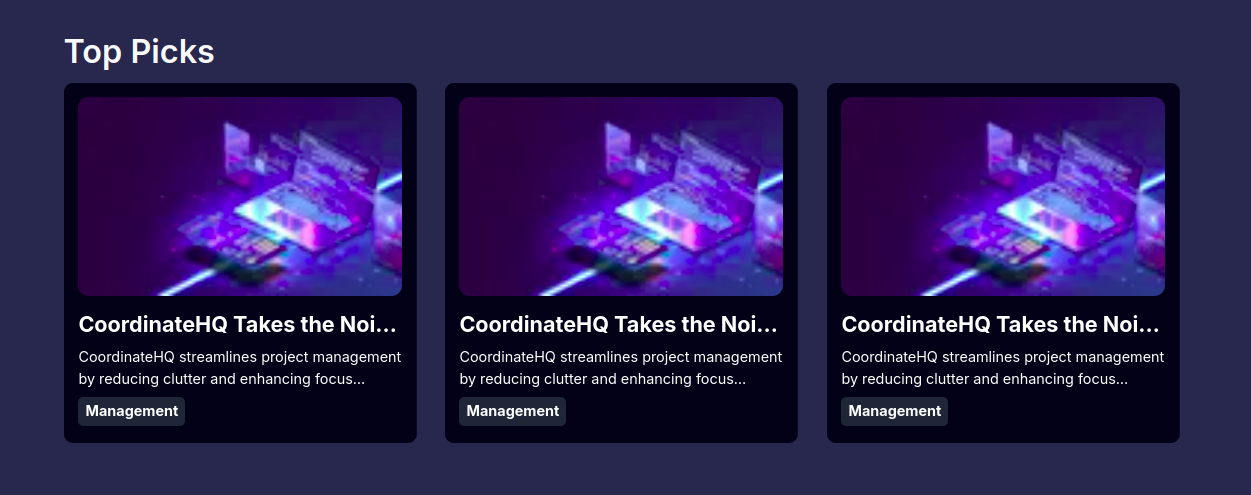 Top Picks
CoordinateHQ Takes the Noi...
CoordinateHQ streamlines project management
by reducing clutter and enhancing focus...
Management
CoordinateHQ Takes the Noi...
CoordinateHQ streamlines project management
by reducing clutter and enhancing focus...
Management
CoordinateHQ Takes the Noi...
CoordinateHQ streamlines project management
by reducing clutter and enhancing focus...
Management